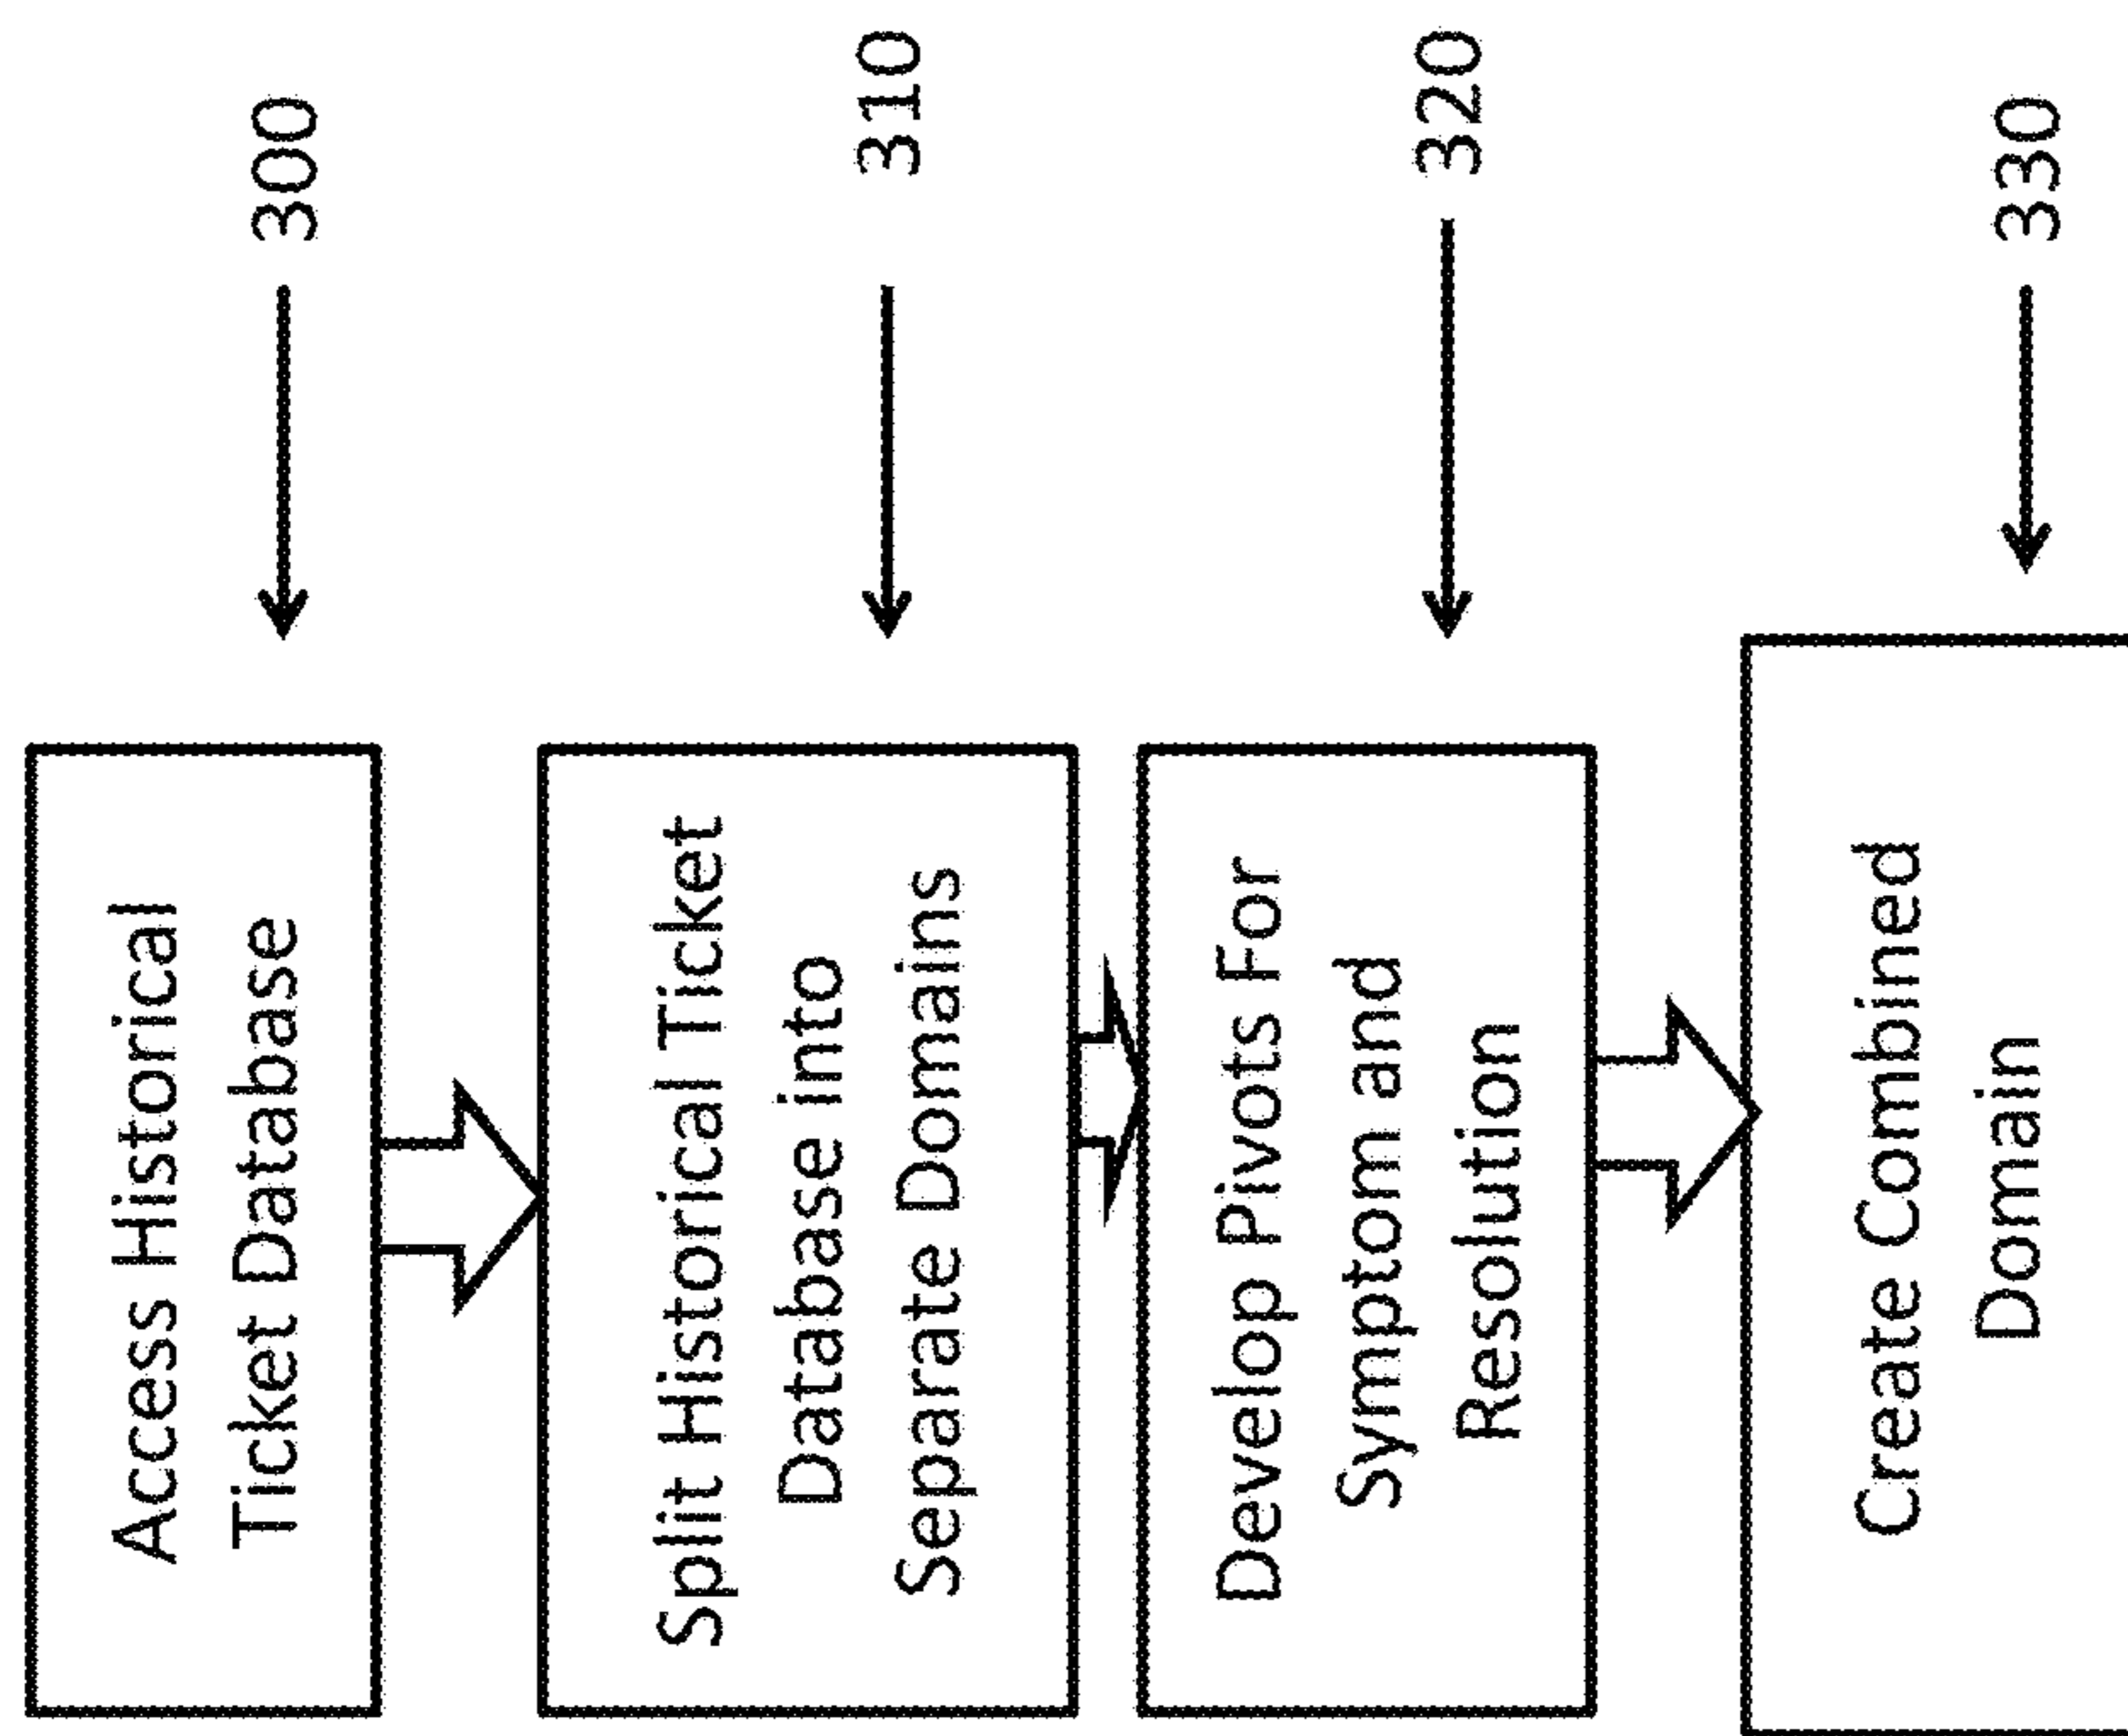 Access Historical
Ticket Database
300
Split Historical Ticket
Database into
Separate Domains
310
Develop Pivots For
Symptom and
Resolution
320
Create Combined
Domain
330